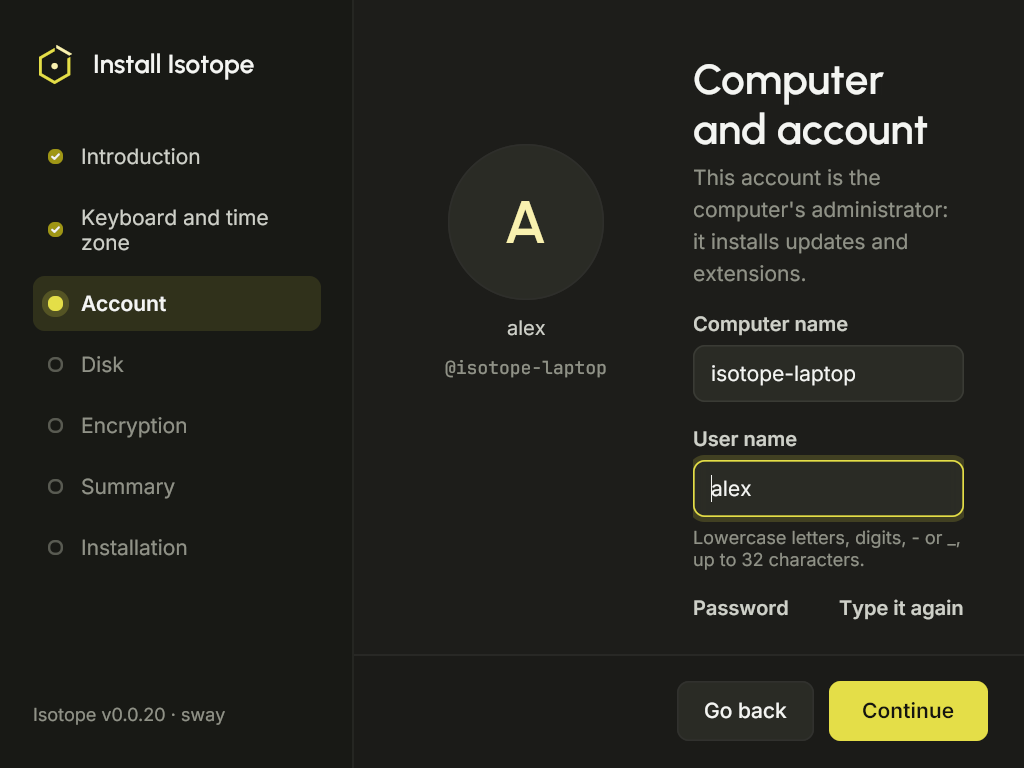 Install Isotope
Introduction
Keyboard and time
zone
Account
Disk
Encryption
Summary
Installation
Isotope v0.0.20 · sway
A
alex
@isotope-laptop
Computer
and account
This account is the
computer's administrator:
it installs updates and
extensions.
Computer name
isotope-laptop
User name
alex
Lowercase letters, digits, - or _,
up to 32 characters.
Password
Type it again
Go back
Continue